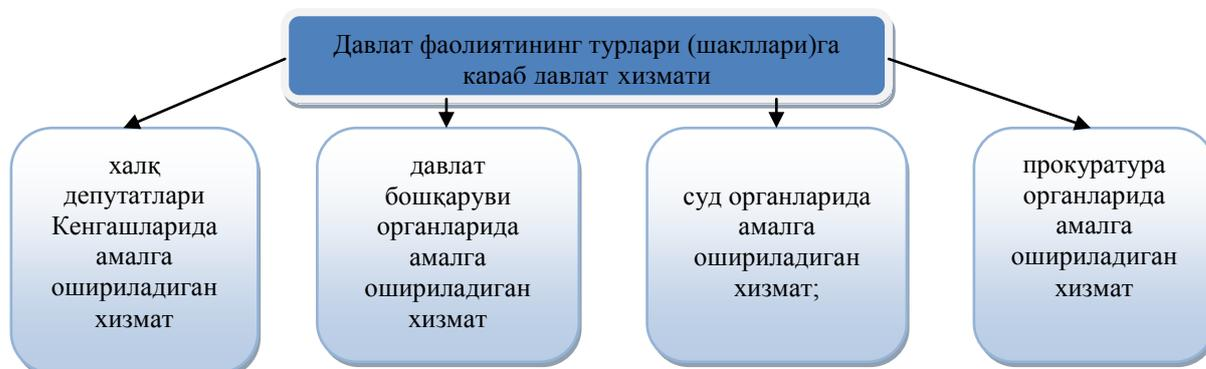 Давлат фаолиятининг турлари (шакллари)га
караб давлат хизмати
халқ
депутатлари
Кенгашларида
амалга
ошириладиган
хизмат
давлат
бошқаруви
органларида
амалга
ошириладиган
хизмат
суд органларида
амалга
ошириладиган
хизмат;
прокуратура
органларида
амалга
ошириладиган
хизмат